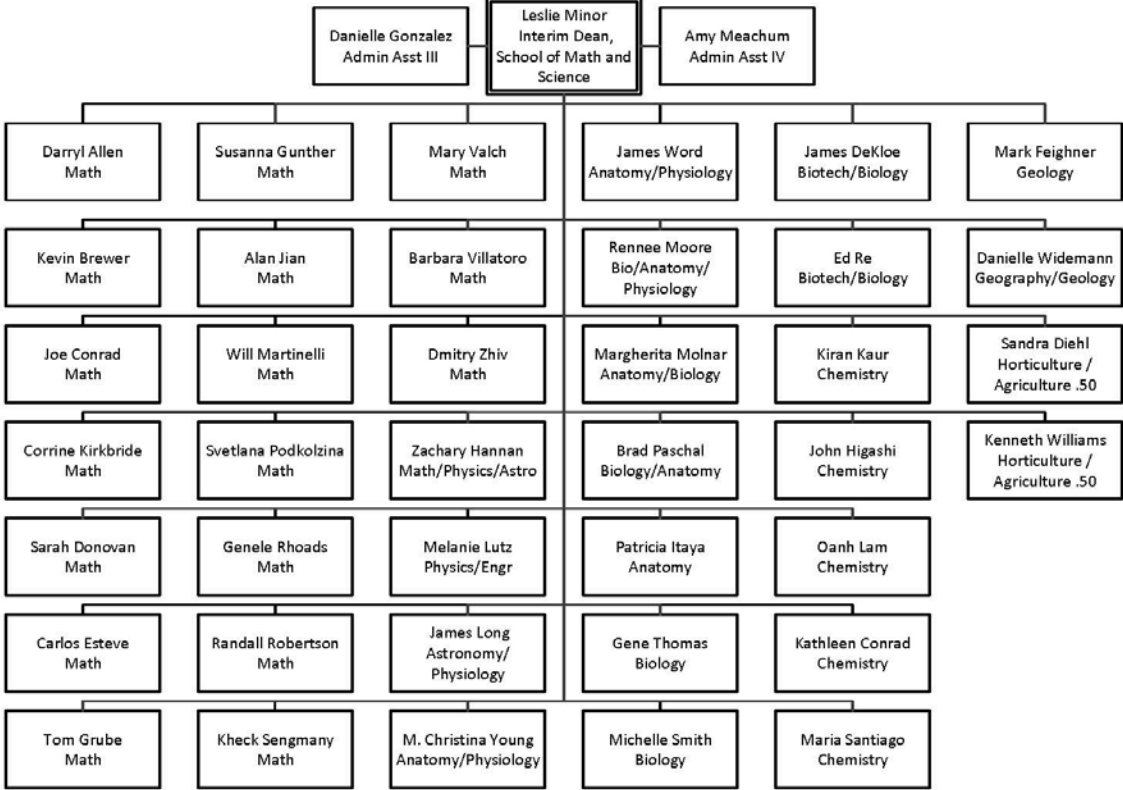 Danielle Gonzalez
Admin Asst III
Leslie Minor
Interim Dean,
School of Math and
Science
Amy Meachum
Admin Asst IV
Darryl Allen
Math
Susanna Gunther
Math
Mary Valch
Math
James Word
Anatomy/Physiology
James DeKloe
Biotech/Biology
Mark Feighner
Geology
Kevin Brewer
Math
Alan Jian
Math
Barbara Villatoro
Math
Rennee Moore
Bio/Anatomy/
Physiology
Ed Re
Biotech/Biology
Danielle Widemann
Geography/Geology
Joe Conrad
Math
Will Martinelli
Math
Dmitry Zhiv
Math
Margherita Molnar
Anatomy/Biology
Kiran Kaur
Chemistry
Sandra Diehl
Horticulture /
Agriculture .50
Corrine Kirkbride
Math
Svetlana Podkolzina
Math
Zachary Hannan
Math/Physics/Astro
Brad Paschal
Biology/Anatomy
John Higashi
Chemistry
Kenneth Williams
Horticulture /
Agriculture .50
Sarah Donovan
Math
Genele Rhoads
Math
Melanie Lutz
Physics/Engr
Patricia Itaya
Anatomy
Oanh Lam
Chemistry
Carlos Esteve
Math
Randall Robertson
Math
James Long
Astronomy/
Physiology
Gene Thomas
Biology
Kathleen Conrad
Chemistry
Tom Grube
Math
Kheck Sengmany
Math
M. Christina Young
Anatomy/Physiology
Michelle Smith
Biology
Maria Santiago
Chemistry